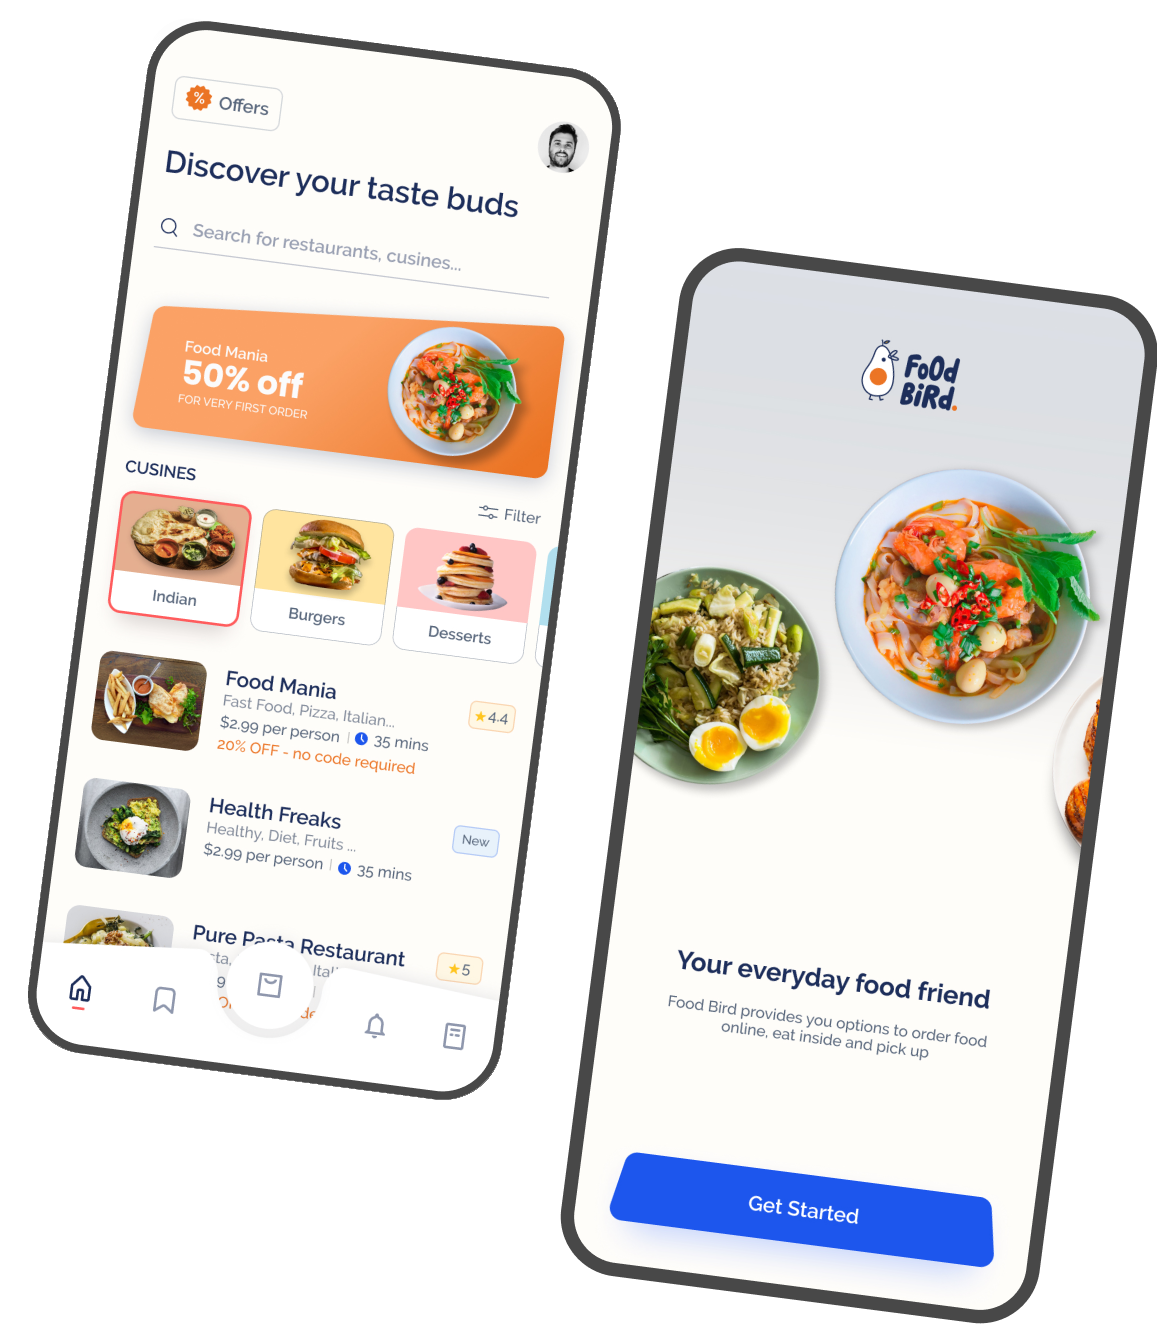 %
Offers
Discover your taste buds
Search for restaurants, cusines...
Food Mania
50% off
FOR VERY FIRST ORDER
CUSINES
Filter
Indian
Burgers
Desserts
Food Mania
4.4
Fast Food, Pizza, Italian...
$2.99 per person | 35 mins
20% OFF - no code required
Health Freaks
New
Healthy, Diet, Fruits ...
$2.99 per person | 35 mins
Pure Pasta Restaurant
5
FoOd
BiRd.
Your everyday food friend
Food Bird provides you options to order food
online, eat inside and pick up
Get Started